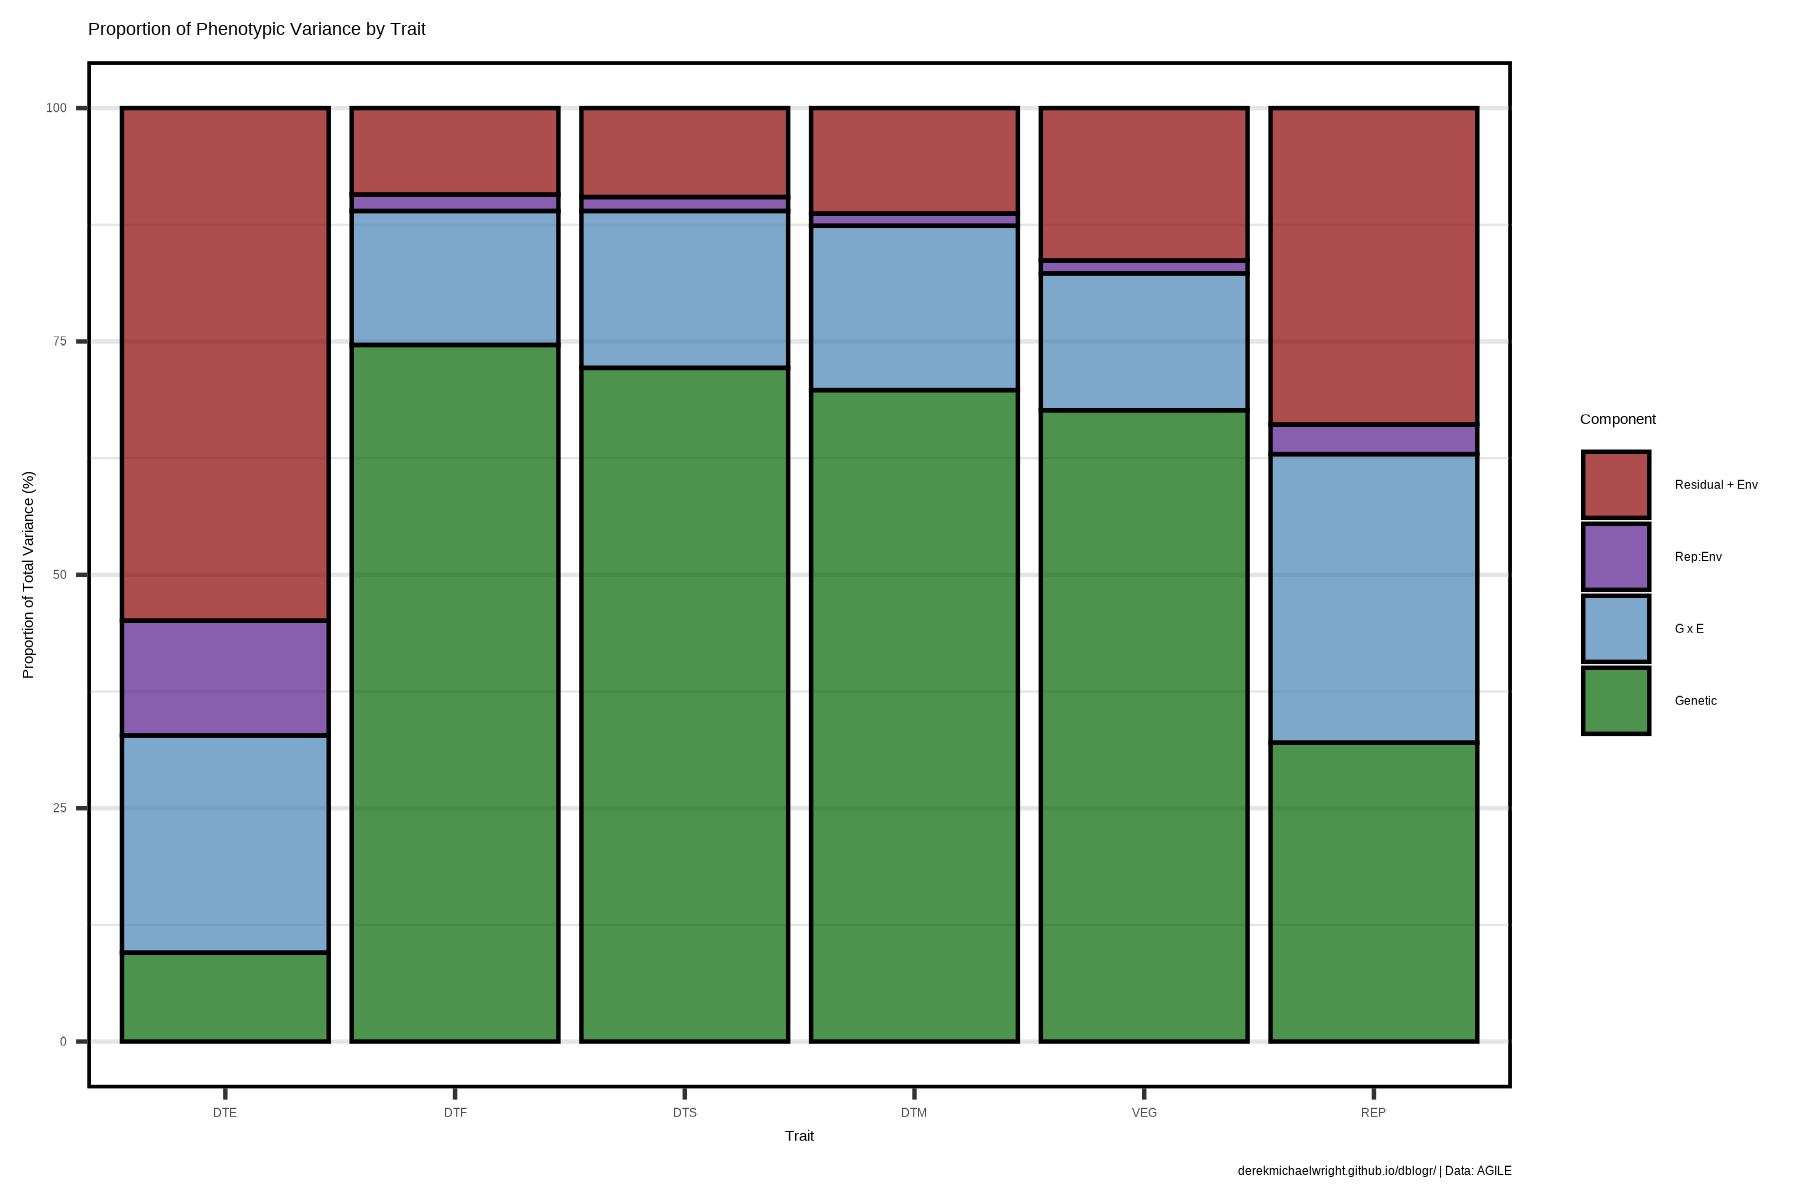 Proportion of Phenotypic Variance by Trait
100
75
50
25
0
Proportion of Total Variance (%)
DTE
DTF
DTS
DTM
VEG
REP
Trait
Component
Residual + Env
Rep:Env
G x E
Genetic
derekmichaelwright.github.io/dblogr/ | Data: AGILE